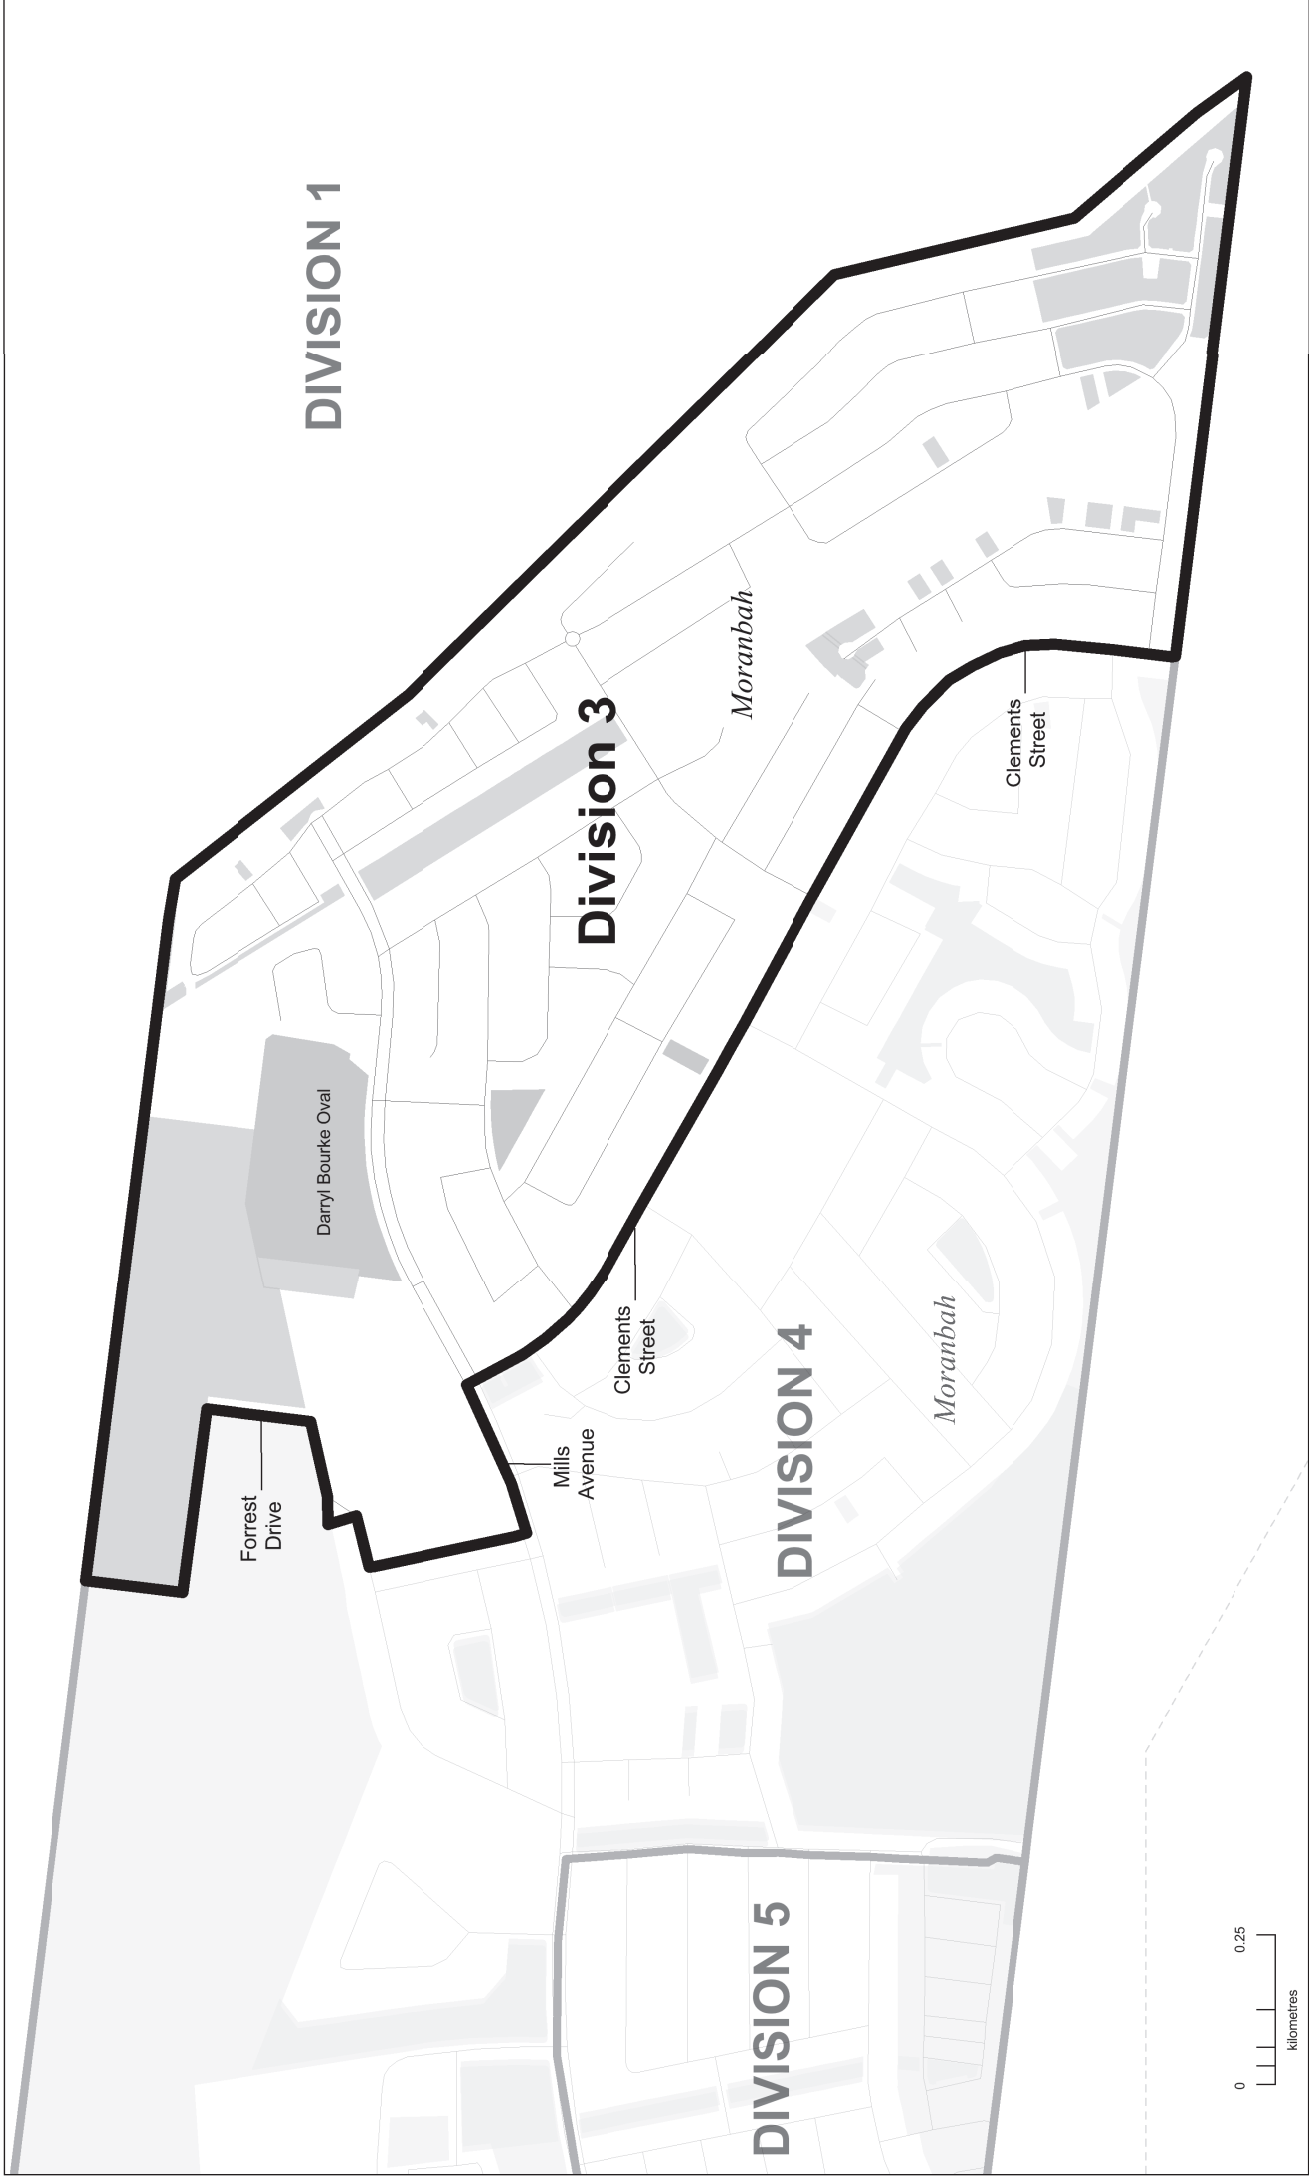 DIVISION 1
Moranbah
Division 3
Clements
Street
Darryl Bourke Oval
Clements
Street
Mills
Avenue
Forrest
Drive
DIVISION 4
Moranbah
DIVISION 5
0
0.25
kilometres